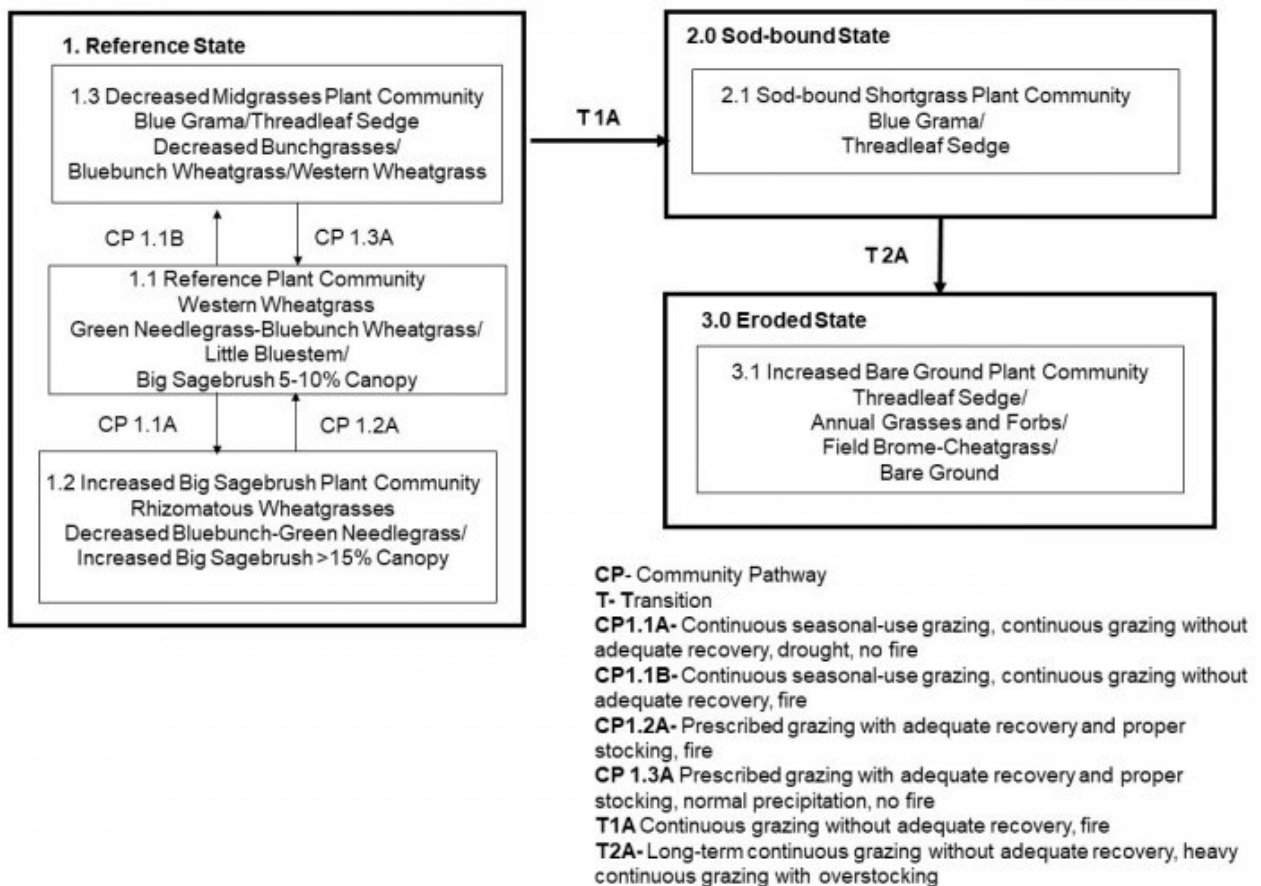 1. Reference State
1.3 Decreased Midgrasses Plant Community
Blue Grama/Threadleaf Sedge
Decreased Bunchgrasses/
Bluebunch Wheatgrass/Western Wheatgrass
CP 1.1B
CP 1.3A
1.1 Reference Plant Community
Western Wheatgrass
Green Needlegrass-Bluebunch Wheatgrass/
Little Bluestem/
Big Sagebrush 5-10% Canopy
CP 1.1A
CP 1.2A
1.2 Increased Big Sagebrush Plant Community
Rhizomatous Wheatgrasses
Decreased Bluebunch-Green Needlegrass/
Increased Big Sagebrush >15% Canopy
T1A
2.0 Sod-bound State
2.1 Sod-bound Shortgrass Plant Community
Blue Grama/
Threadleaf Sedge
T2A
3.0 Eroded State
3.1 Increased Bare Ground Plant Community
Threadleaf Sedge/
Annual Grasses and Forbs/
Field Brome-Cheatgrass/
Bare Ground
CP- Community Pathway
T- Transition
CP1.1A- Continuous seasonal-use grazing, continuous grazing without
adequate recovery, drought, no fire
CP1.1B- Continuous seasonal-use grazing, continuous grazing without
adequate recovery, fire
CP1.2A- Prescribed grazing with adequate recovery and proper
stocking, fire
CP 1.3A Prescribed grazing with adequate recovery and proper
stocking, normal precipitation, no fire
T1A Continuous grazing without adequate recovery, fire
T2A- Long-term continuous grazing without adequate recovery, heavy
continuous grazing with overstocking